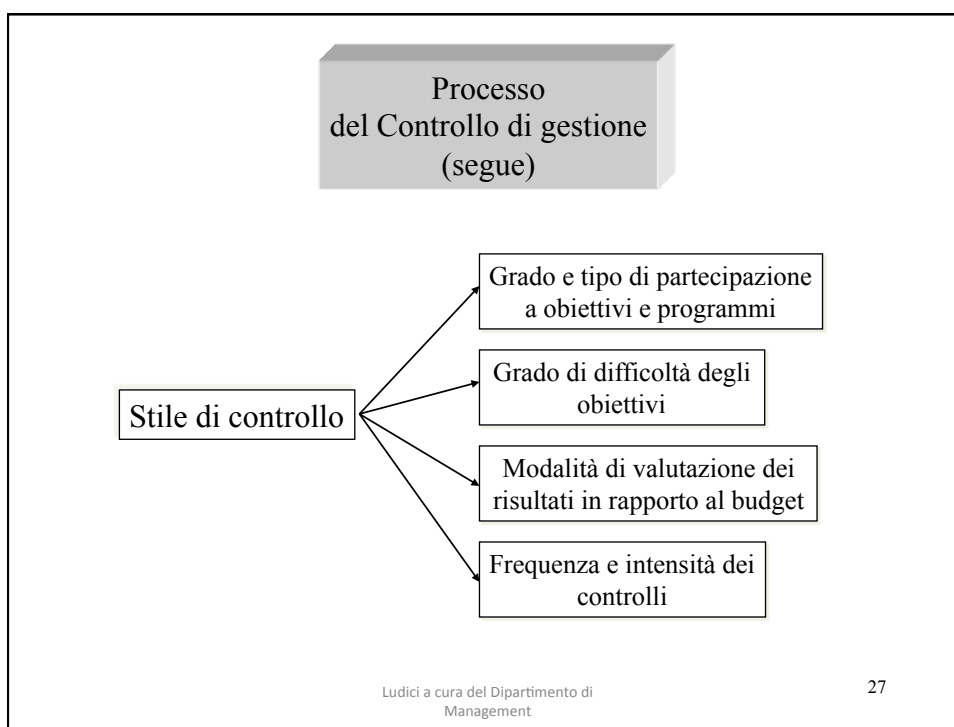 Processo
del Controllo di gestione
(segue)
Grado e tipo di partecipazione
a obiettivi e programmi
Grado di difficoltà degli
obiettivi
Stile di controllo
Modalità di valutazione dei
risultati in rapporto al budget
Frequenza e intensità dei
controlli
Ludici a cura del Dipartimento di
Management
27